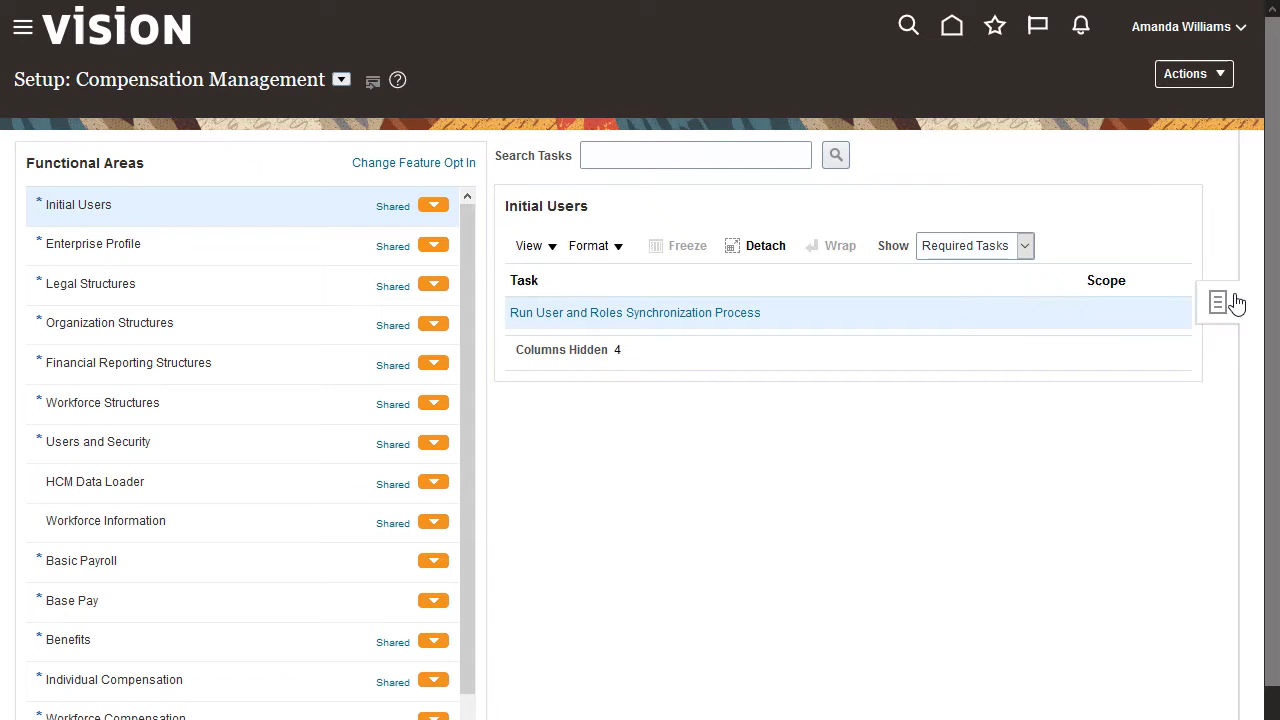 VISION
Amanda Williams
Setup: Compensation Management
Actions
Functional Areas
Change Feature Opt In
* Initial Users Shared
* Enterprise Profile Shared
* Legal Structures Shared
* Organization Structures Shared
* Financial Reporting Structures Shared
* Workforce Structures Shared
* Users and Security Shared
HCM Data Loader Shared
Workforce Information Shared
* Basic Payroll
* Base Pay
* Benefits Shared
* Individual Compensation Shared
* Workforce Compensation
Search Tasks
Initial Users
View Format Freeze Detach Wrap Show Required Tasks
Task Scope
Run User and Roles Synchronization Process
Columns Hidden 4